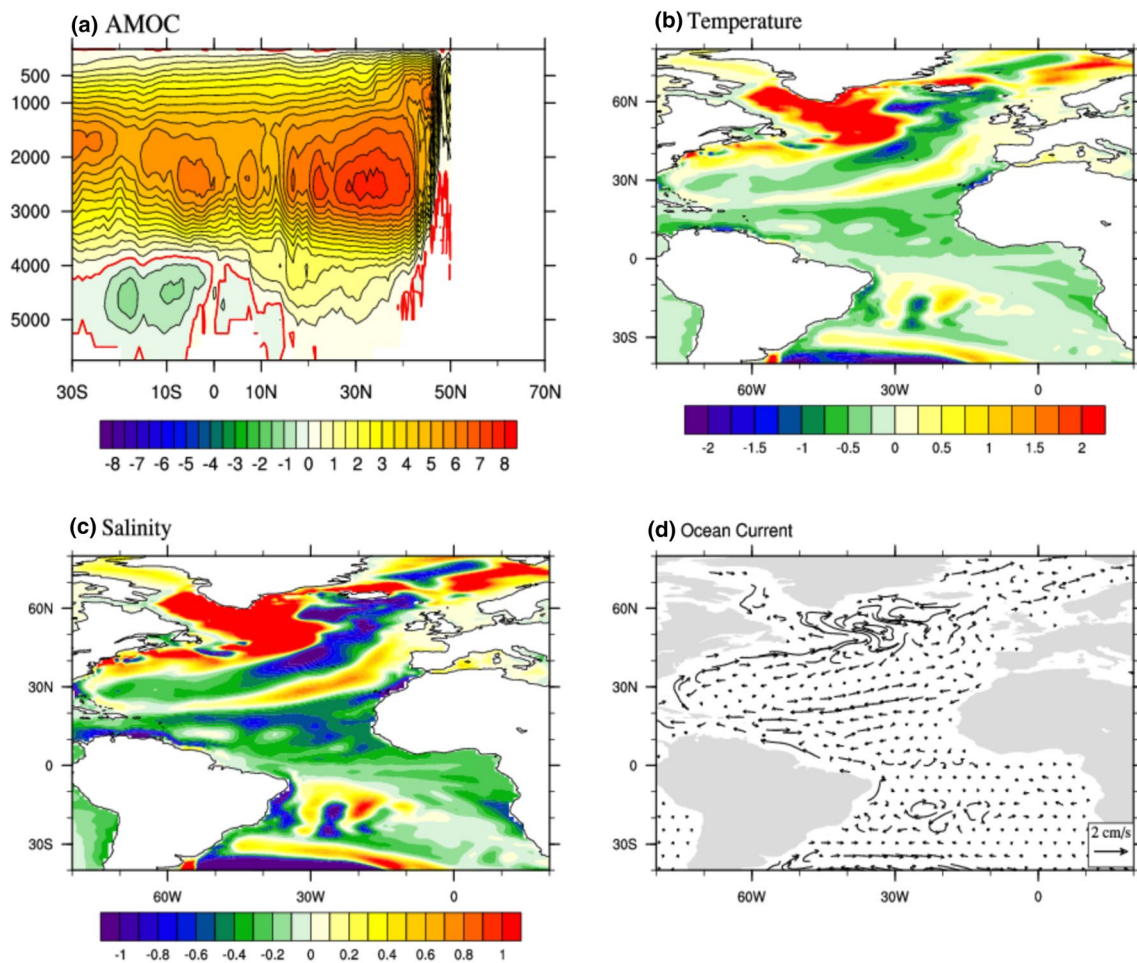 (a) AMOC
500
1000
2000
3000
4000
5000
30S 10S 0 10N 30N 50N 70N
-8 -7 -6 -5 -4 -3 -2 -1 0 1 2 3 4 5 6 7 8
(b) Temperature
60N
30N
0
30S
60W 30W 0
-2 -1.5 -1 -0.5 0 0.5 1 1.5 2
(c) Salinity
60N
30N
0
30S
60W 30W 0
-1 -0.8 -0.6 -0.4 -0.2 0 0.2 0.4 0.6 0.8 1
(d) Ocean Current
60N
30N
0
30S
2 cm/s
60W 30W 0